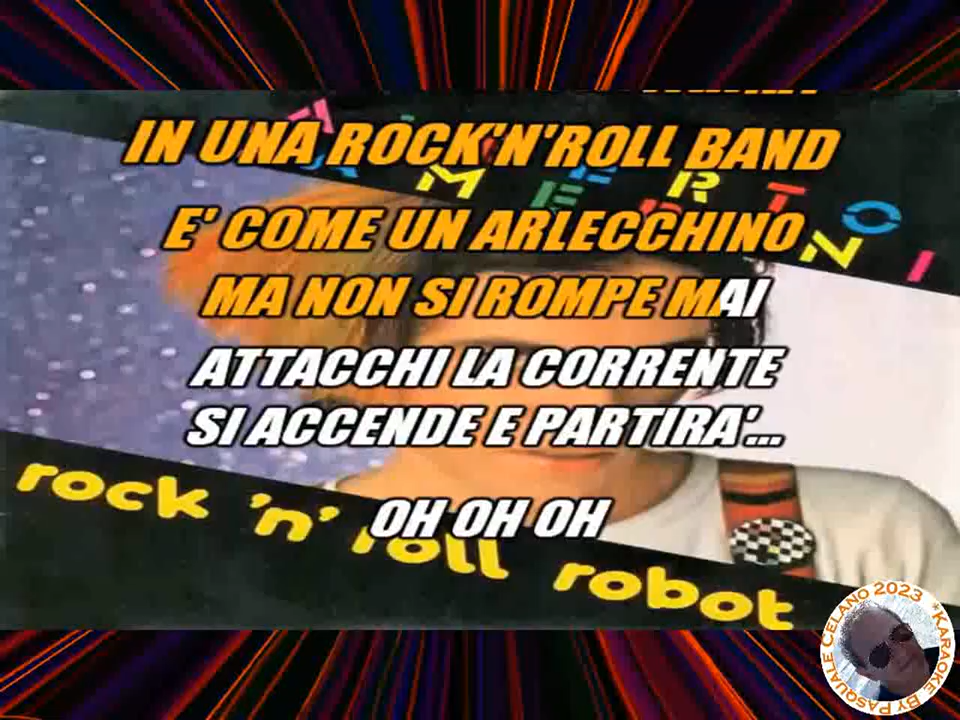 IN UNA ROCK'N'ROLL BAND
E' COME UN ARLECCHINO
MA NON SI ROMPE MAI
ATTACCHI LA CORRENTE
SI ACCENDE E PARTIRA'...
OH OH OH
rock 'n' roll robot
PASQUALE CELANO 2023 *KARAOKE BY